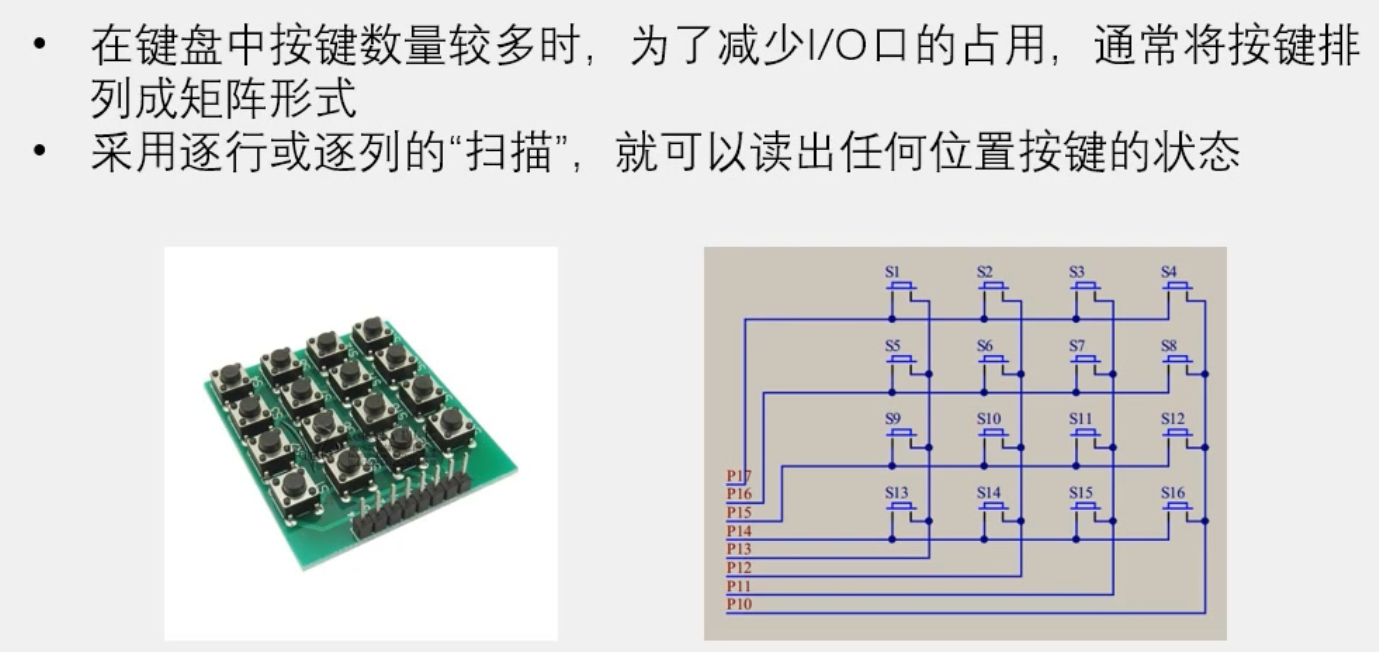 • 在键盘中按键数量较多时，为了减少I/O口的占用，通常将按键排
列成矩阵形式
• 采用逐行或逐列的“扫描”，就可以读出任何位置按键的状态
S1 S2 S3 S4
S5 S6 S7 S8
S9 S10 S11 S12
P17
P16
S13 S14 S15 S16
P15
P14
P13
P12
P11
P10